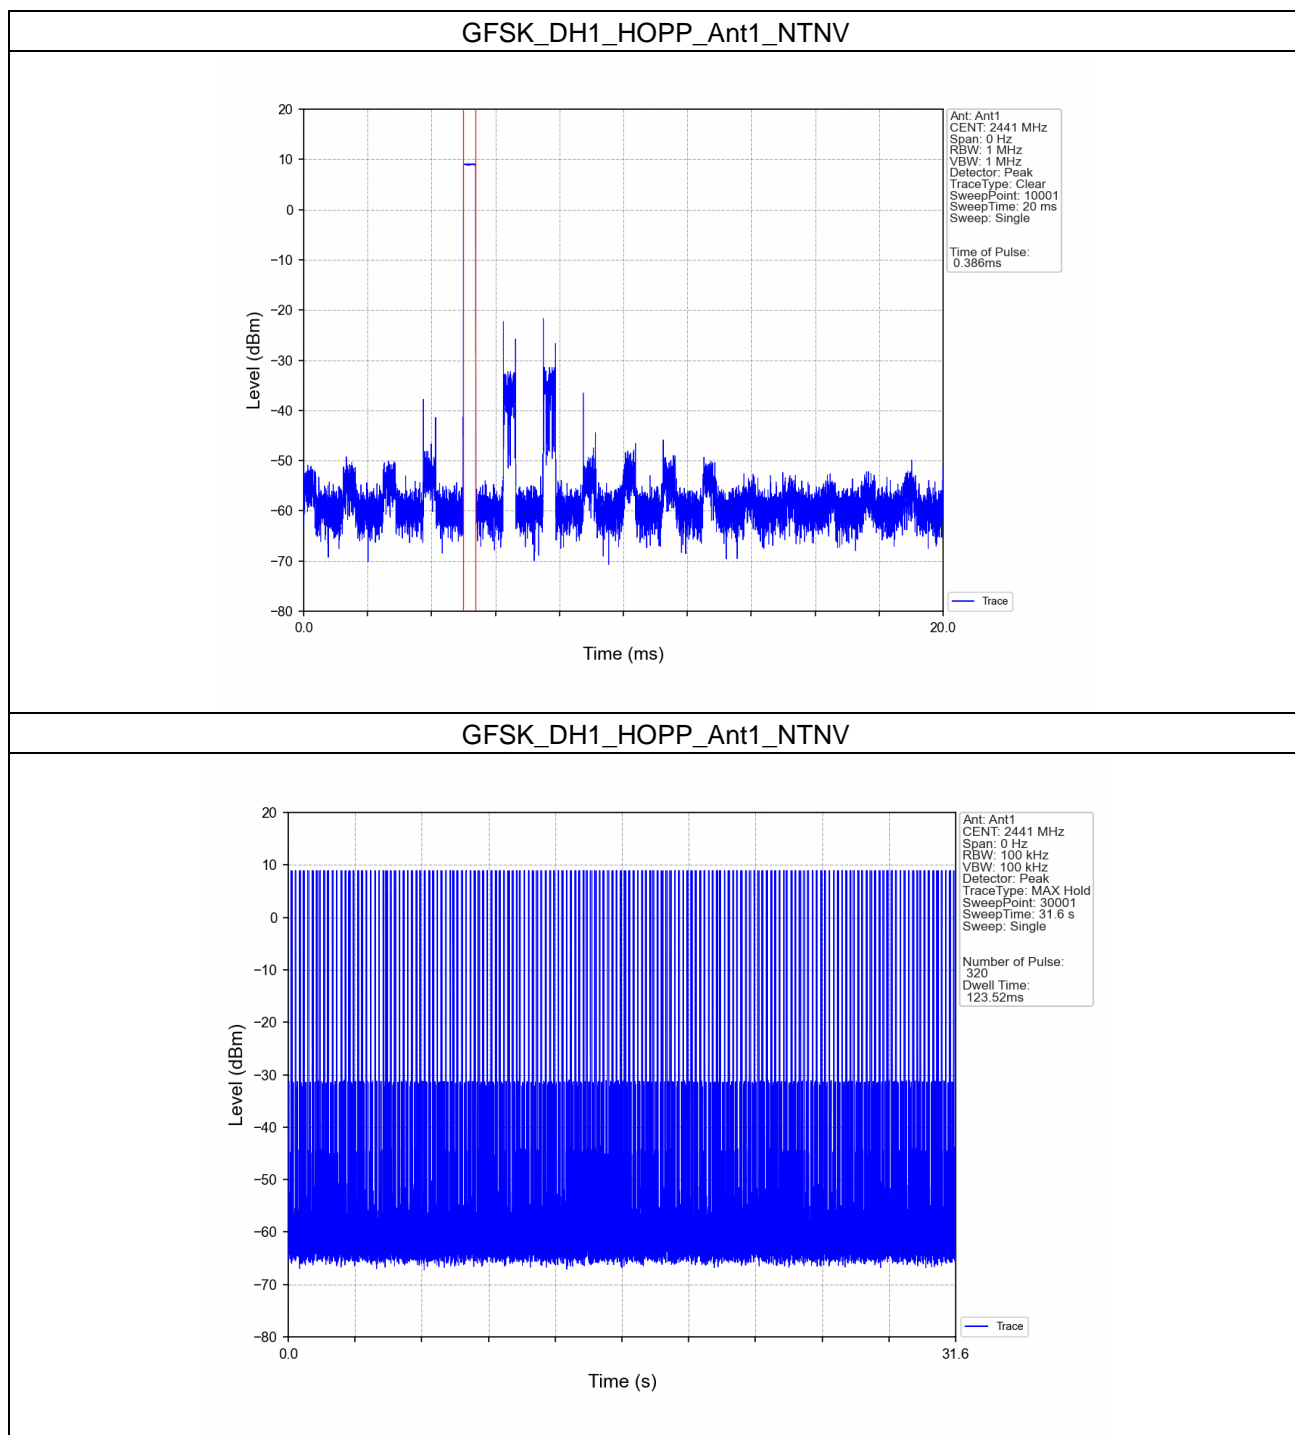 GFSK_DH1_HOPP_Ant1_NTNV
20
10
0
−10
−20
−30
−40
−50
−60
−70
−80
Level (dBm)
0.0
20.0
Time (ms)
Ant: Ant1
CENT: 2441 MHz
Span: 0 Hz
RBW: 1 MHz
VBW: 1 MHz
Detector: Peak
TraceType: Clear
SweepPoint: 10001
SweepTime: 20 ms
Sweep: Single
Time of Pulse:
0.386ms
Trace
GFSK_DH1_HOPP_Ant1_NTNV
20
10
0
−10
−20
−30
−40
−50
−60
−70
−80
Level (dBm)
0.0
31.6
Time (s)
Ant: Ant1
CENT: 2441 MHz
Span: 0 Hz
RBW: 100 kHz
VBW: 100 kHz
Detector: Peak
TraceType: MAX Hold
SweepPoint: 30001
SweepTime: 31.6 s
Sweep: Single
Number of Pulse:
320
Dwell Time:
123.52ms
Trace